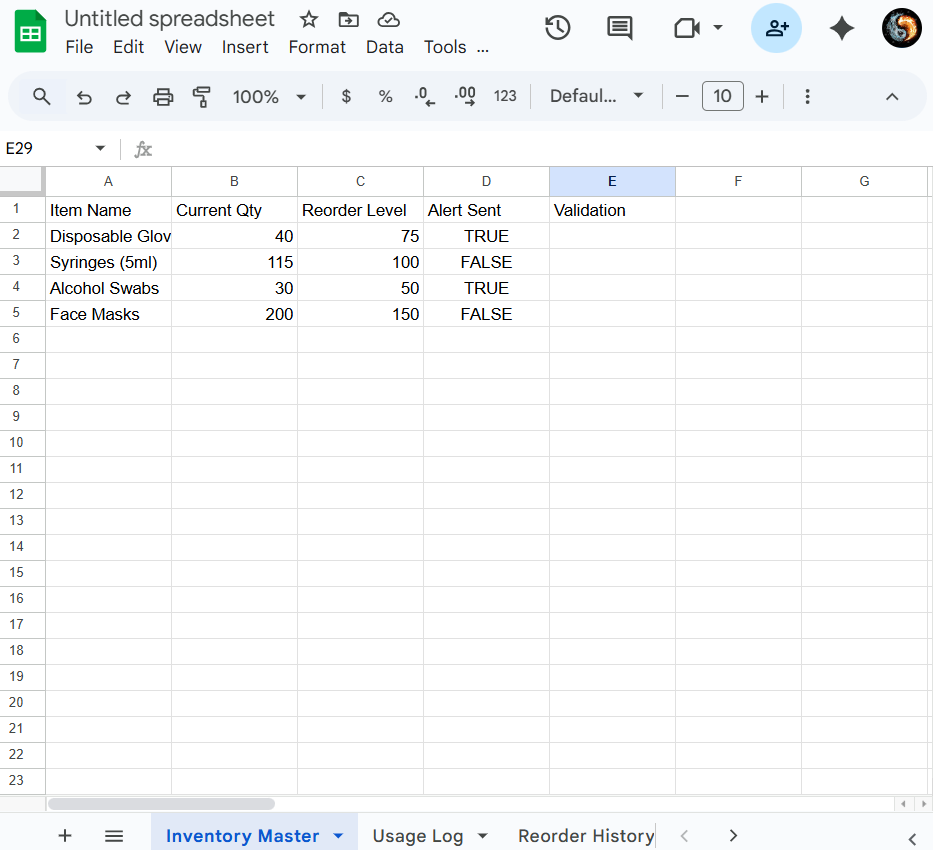 Untitled spreadsheet
File Edit View Insert Format Data Tools ...
100% $ % .0 .00 123 Defaul... 10
E29 fx
A B C D E F G
1 Item Name Current Qty Reorder Level Alert Sent Validation
2 Disposable Glov 40 75 TRUE
3 Syringes (5ml) 115 100 FALSE
4 Alcohol Swabs 30 50 TRUE
5 Face Masks 200 150 FALSE
6
7
8
9
10
11
12
13
14
15
16
17
18
19
20
21
22
23
Inventory Master Usage Log Reorder History